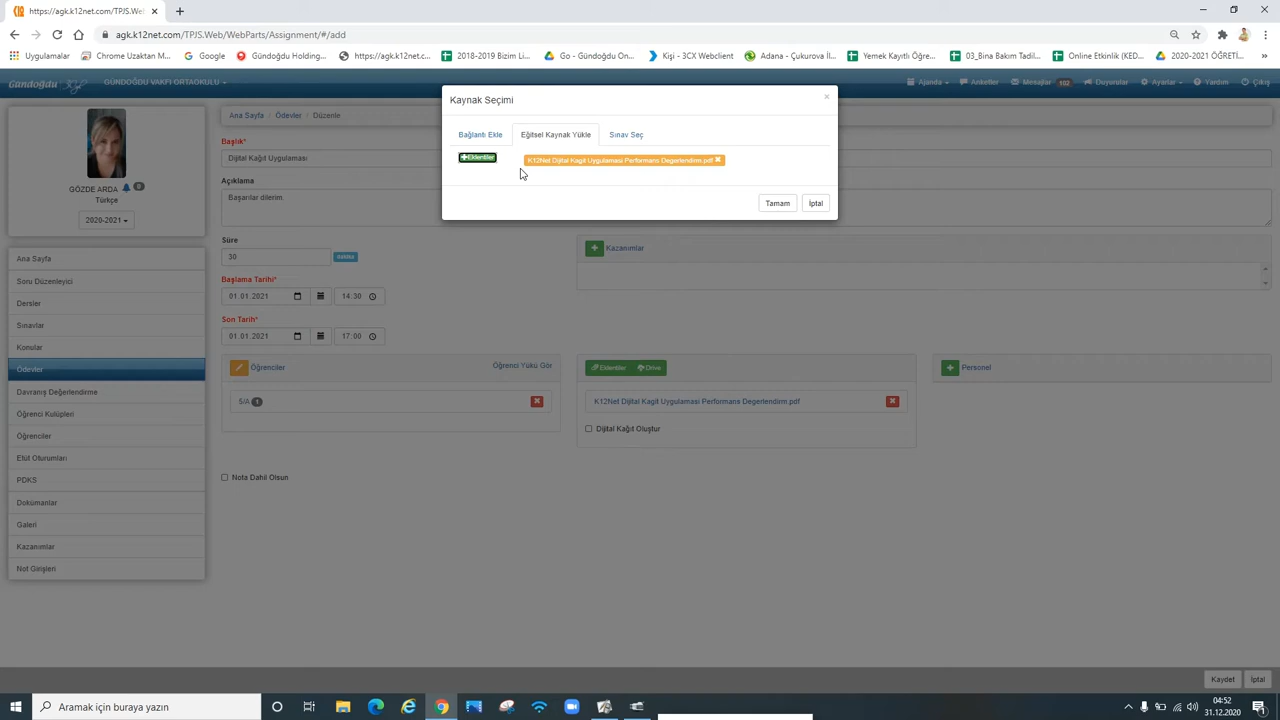 agk.k12net.com/TPJS.Web/WebParts/Assignment/#/add
Uygulamalar
Chrome Uzaktan M...
Google
Gündoğdu Holding...
https://agk.k12net.c...
2018-2019 Bizim Li...
Go - Gündoğdu On...
Kişi - 3CX Webclient
Adana - Çukurova İl...
Yemek Kayıtlı Öğre...
03_Bina Bakım Tadil...
Online Etkinlik (KED...
2020-2021 ÖĞRETİ...
Gündoğdu
GÜNDOĞDU VAKFI ORTAOKULU
Ajanda
Anketler
Mesajlar 102
Duyurular
Ayarlar
Yardım
Çıkış
GÖZDE ARDA 0
Türkçe
2020-2021
Ana Sayfa
Soru Düzenleyici
Dersler
Sınavlar
Konular
Ödevler
Davranış Değerlendirme
Öğrenci Kulüpleri
Öğrenciler
Etüt Oturumları
PDKS
Dokümanlar
Galeri
Kazanımlar
Not Girişleri
Ana Sayfa / Ödevler / Düzenle
Başlık*
Dijital Kağıt Uygulaması
Açıklama
Başarılar dilerim.
Süre
30
dakika
Başlama Tarihi*
01.01.2021
14:30
Son Tarih*
01.01.2021
17:00
Kazanımlar
Öğrenciler
Öğrenci Yükü Gör
5/A 1
Eklentiler
Drive
K12Net Dijital Kagit Uygulamasi Performans Degerlendirm.pdf
Dijital Kağıt Oluştur
Personel
Nota Dahil Olsun
Kaynak Seçimi
×
Bağlantı Ekle
Eğitsel Kaynak Yükle
Sınav Seç
+Eklentiler
K12Net Dijital Kagit Uygulamasi Performans Degerlendirm.pdf
Tamam
İptal
Kaydet
İptal
Aramak için buraya yazın
04:52
31.12.2020